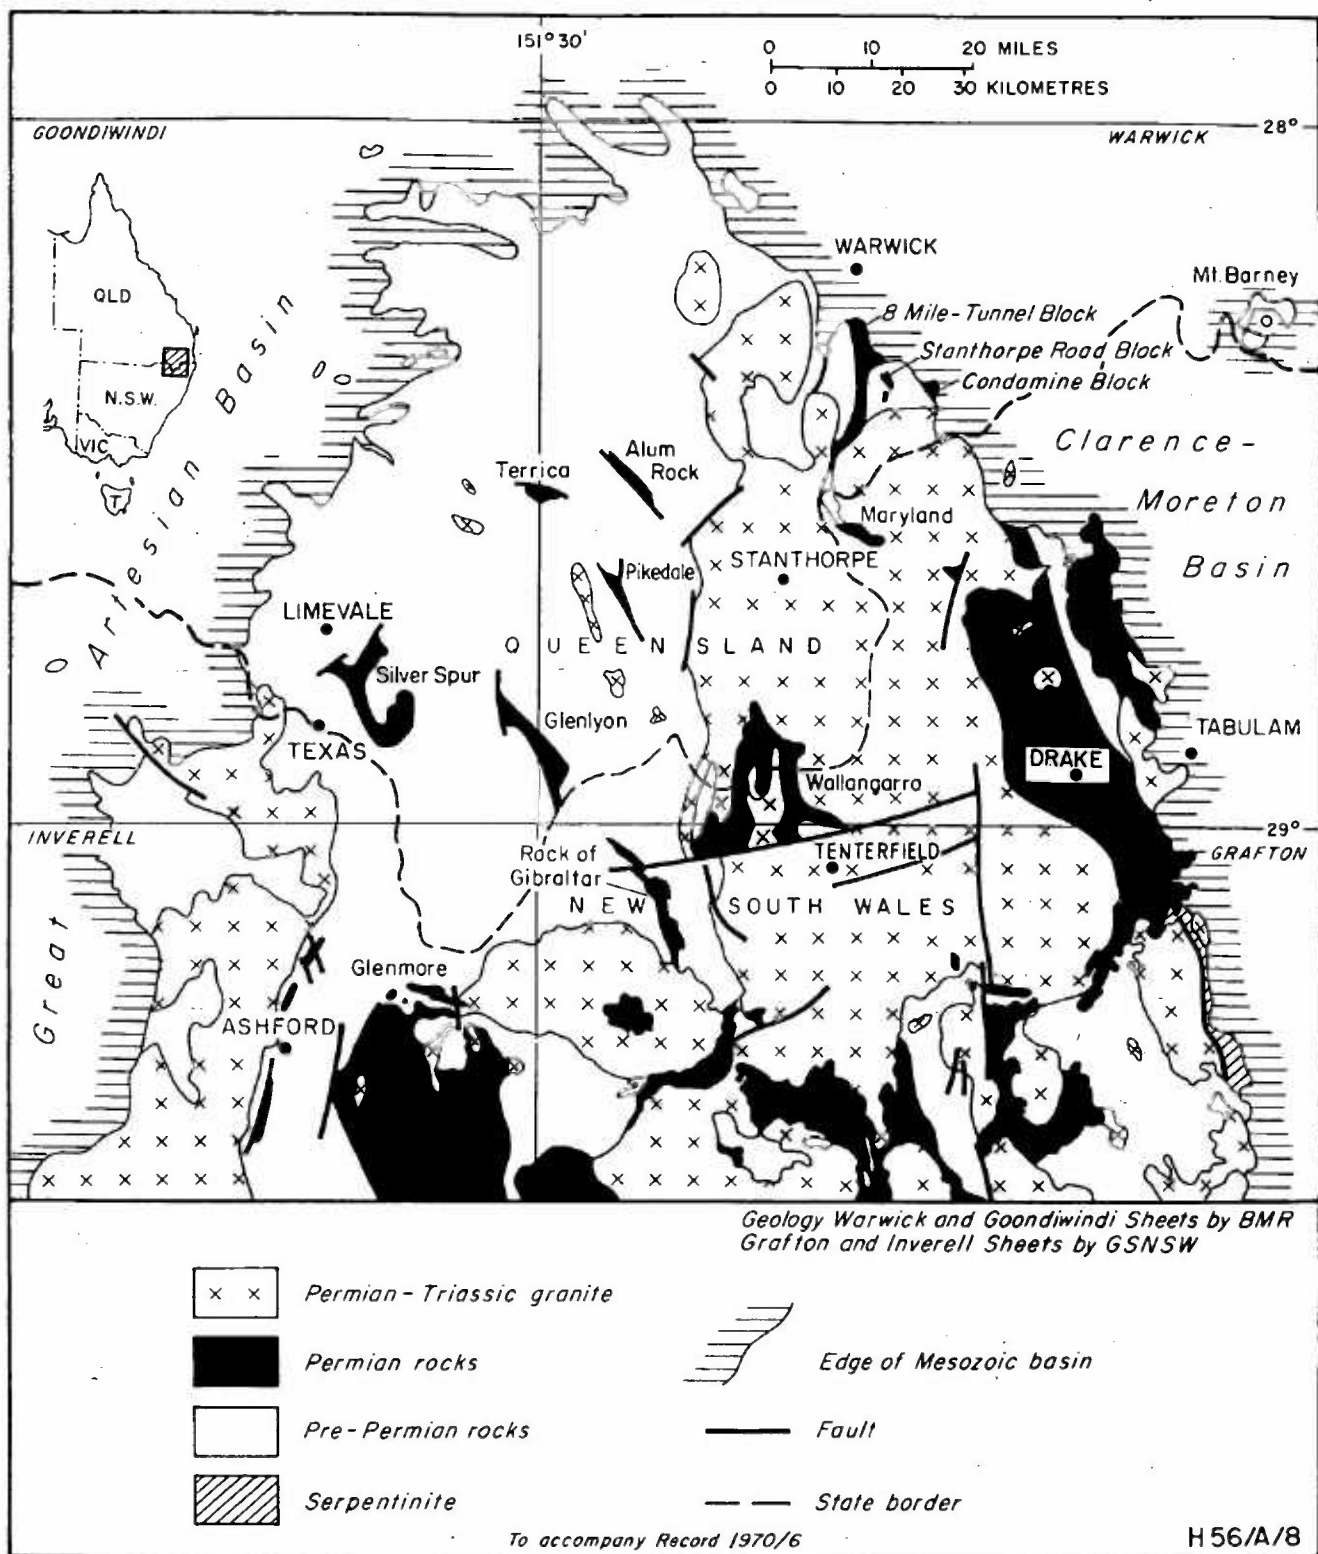 151°30'
0 10 20 MILES
0 10 20 30 KILOMETRES
GOONDIWINDI
WARWICK
28°
QLD
N.S.W.
VIC
T
Great Artesian Basin
WARWICK
Mt. Barney
8 Mile-Tunnel Block
Stanthorpe Road Block
Condamine Block
Clarence-
Moreton
Basin
Terrica
Alum
Rock
Maryland
STANTHORPE
Pikedale
LIMEVALE
QUEENSLAND
Silver Spur
Glenlyon
TEXAS
TABULAM
DRAKE
Wallangarra
INVERELL
29°
GRAFTON
Rock of
Gibraltar
TENTERFIELD
NEW SOUTH WALES
Glenmore
ASHFORD
Geology Warwick and Goondiwindi Sheets by BMR
Grafton and Inverell Sheets by GSNSW
Permian-Triassic granite
Permian rocks
Edge of Mesozoic basin
Pre-Permian rocks
Fault
Serpentinite
State border
To accompany Record 1970/6
H56/A/8